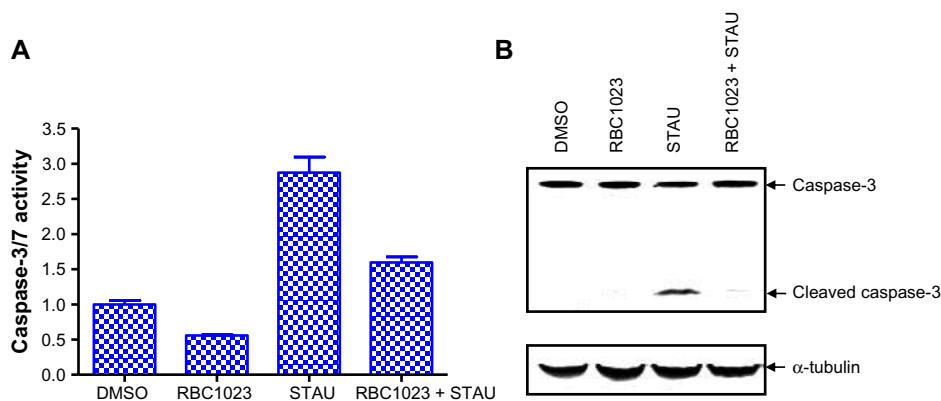 A
Caspase-3/7 activity
3.5
3.0
2.5
2.0
1.5
1.0
0.5
0.0
DMSO
RBC1023
STAU
RBC1023 + STAU
B
DMSO
RBC1023
STAU
RBC1023 + STAU
Caspase-3
Cleaved caspase-3
α-tubulin